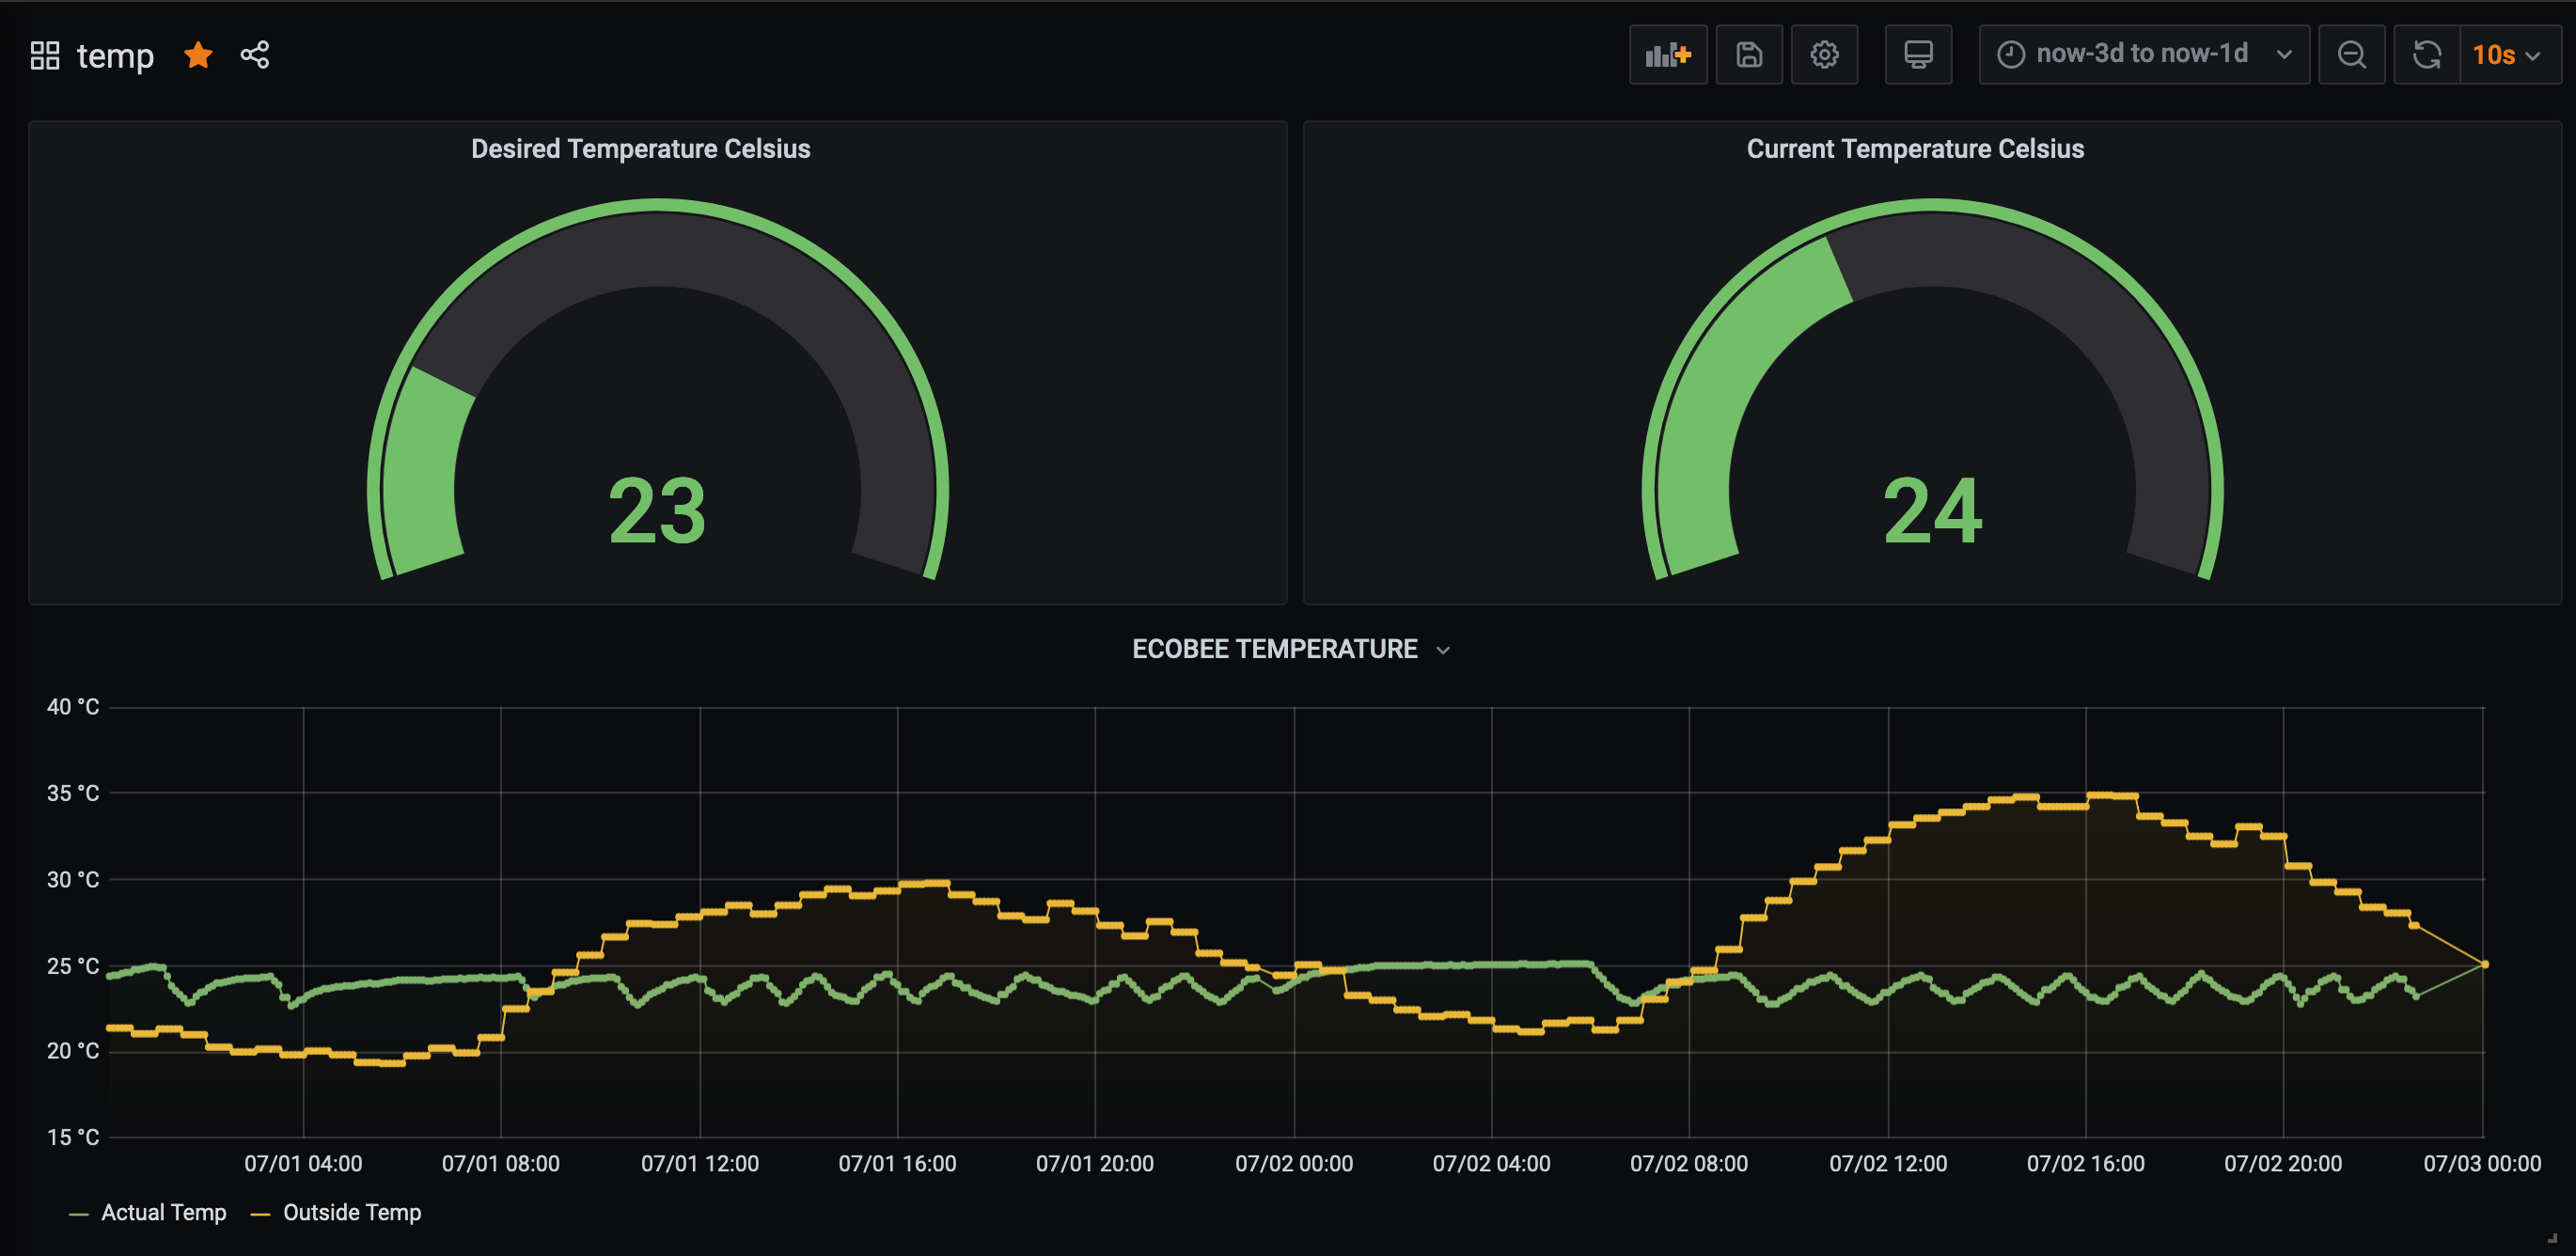 temp
now-3d to now-1d
10s
Desired Temperature Celsius
Current Temperature Celsius
23
24
ECOBEE TEMPERATURE
40 °C
35 °C
30 °C
25 °C
20 °C
15 °C
07/01 04:00 07/01 08:00 07/01 12:00 07/01 16:00 07/01 20:00 07/02 00:00 07/02 04:00 07/02 08:00 07/02 12:00 07/02 16:00 07/02 20:00 07/03 00:00
Actual Temp Outside Temp